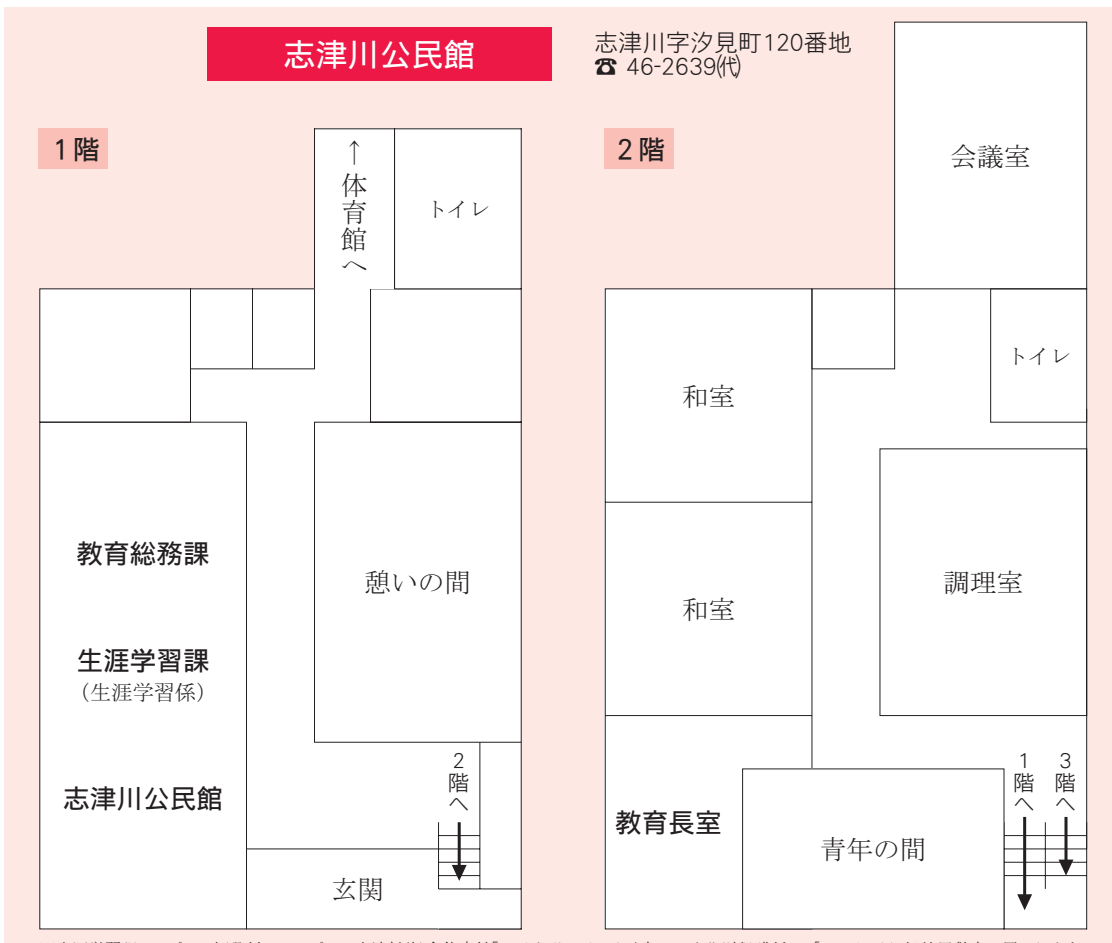 志津川公民館
志津川字汐見町120番地
☎ 46-2639㈹
1階
↑体育館へ
トイレ
教育総務課
憩いの間
生涯学習課
（生涯学習係）
志津川公民館
2階へ
玄関
2階
会議室
トイレ
和室
和室
調理室
1階へ
3階へ
教育長室
青年の間